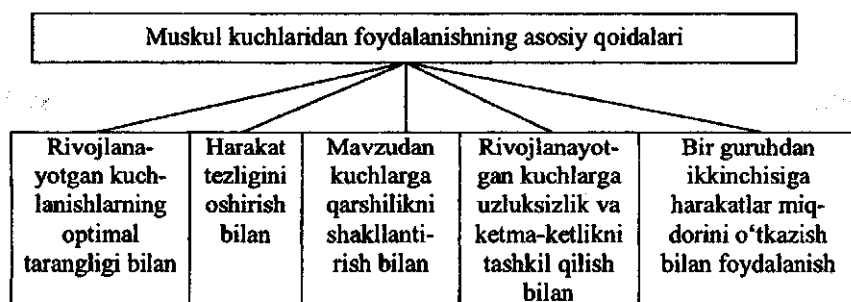 Muskul kuchlaridan foydalanishning asosiy qoidalari
Rivojlana-
yotgan kuch-
lanishlarning
optimal
tarangligi bilan
Harakat
tezligini
oshirish
bilan
Mavzudan
kuchlarga
qarshilikni
shakllanti-
rish bilan
Rivojlanayot-
gan kuchlarga
uzluksizlik va
ketma-ketlikni
tashkil qilish
bilan
Bir guruhdan
ikkinchisiga
harakatlar miq-
dorini o‘tkazish
bilan foydalanish